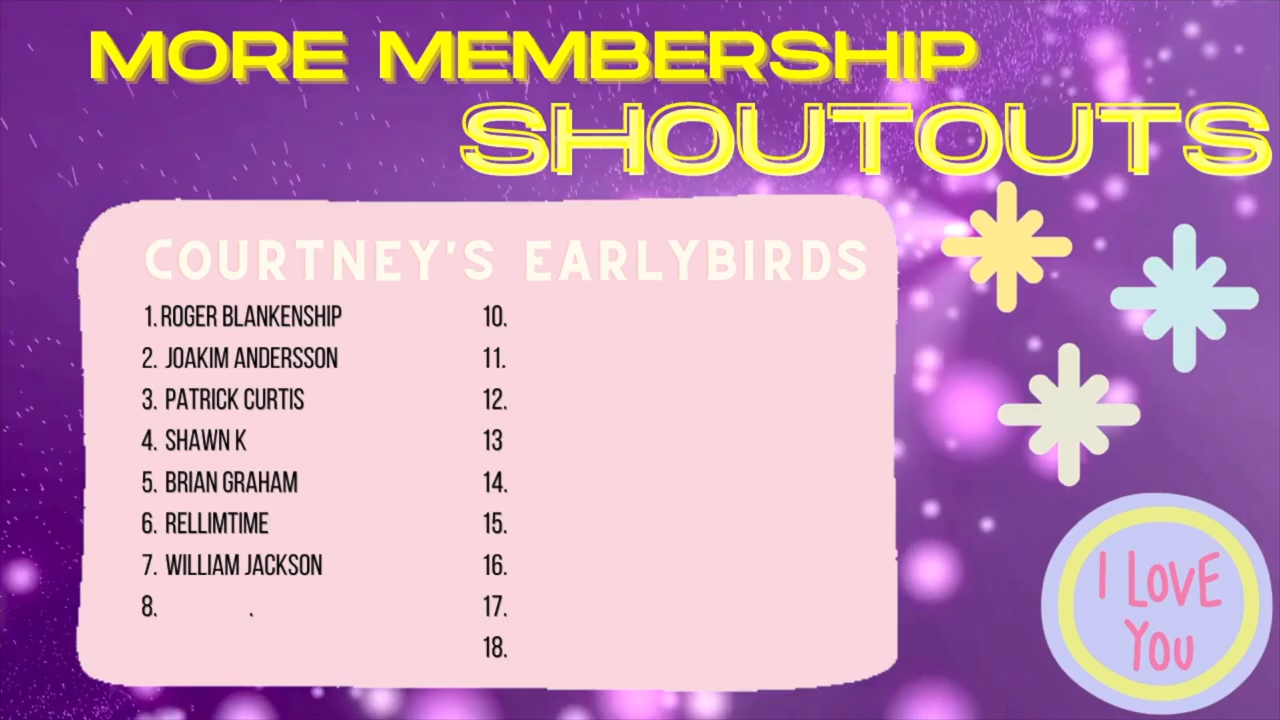 MORE MEMBERSHIP
SHOUTOUTS
COURTNEY'S EARLYBIRDS
1. ROGER BLANKENSHIP
2. JOAKIM ANDERSSON
3. PATRICK CURTIS
4. SHAWN K
5. BRIAN GRAHAM
6. RELLIMTIME
7. WILLIAM JACKSON
8. .
10.
11.
12.
13
14.
15.
16.
17.
18.
I LOVE
YOU